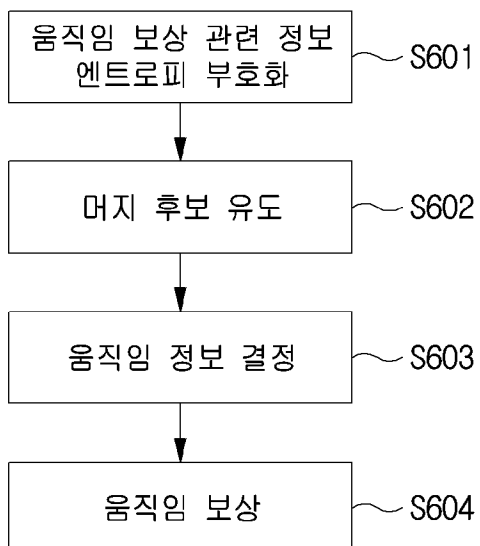 움직임 보상 관련 정보
엔트로피 부호화
S601
머지 후보 유도
S602
움직임 정보 결정
S603
움직임 보상
S604